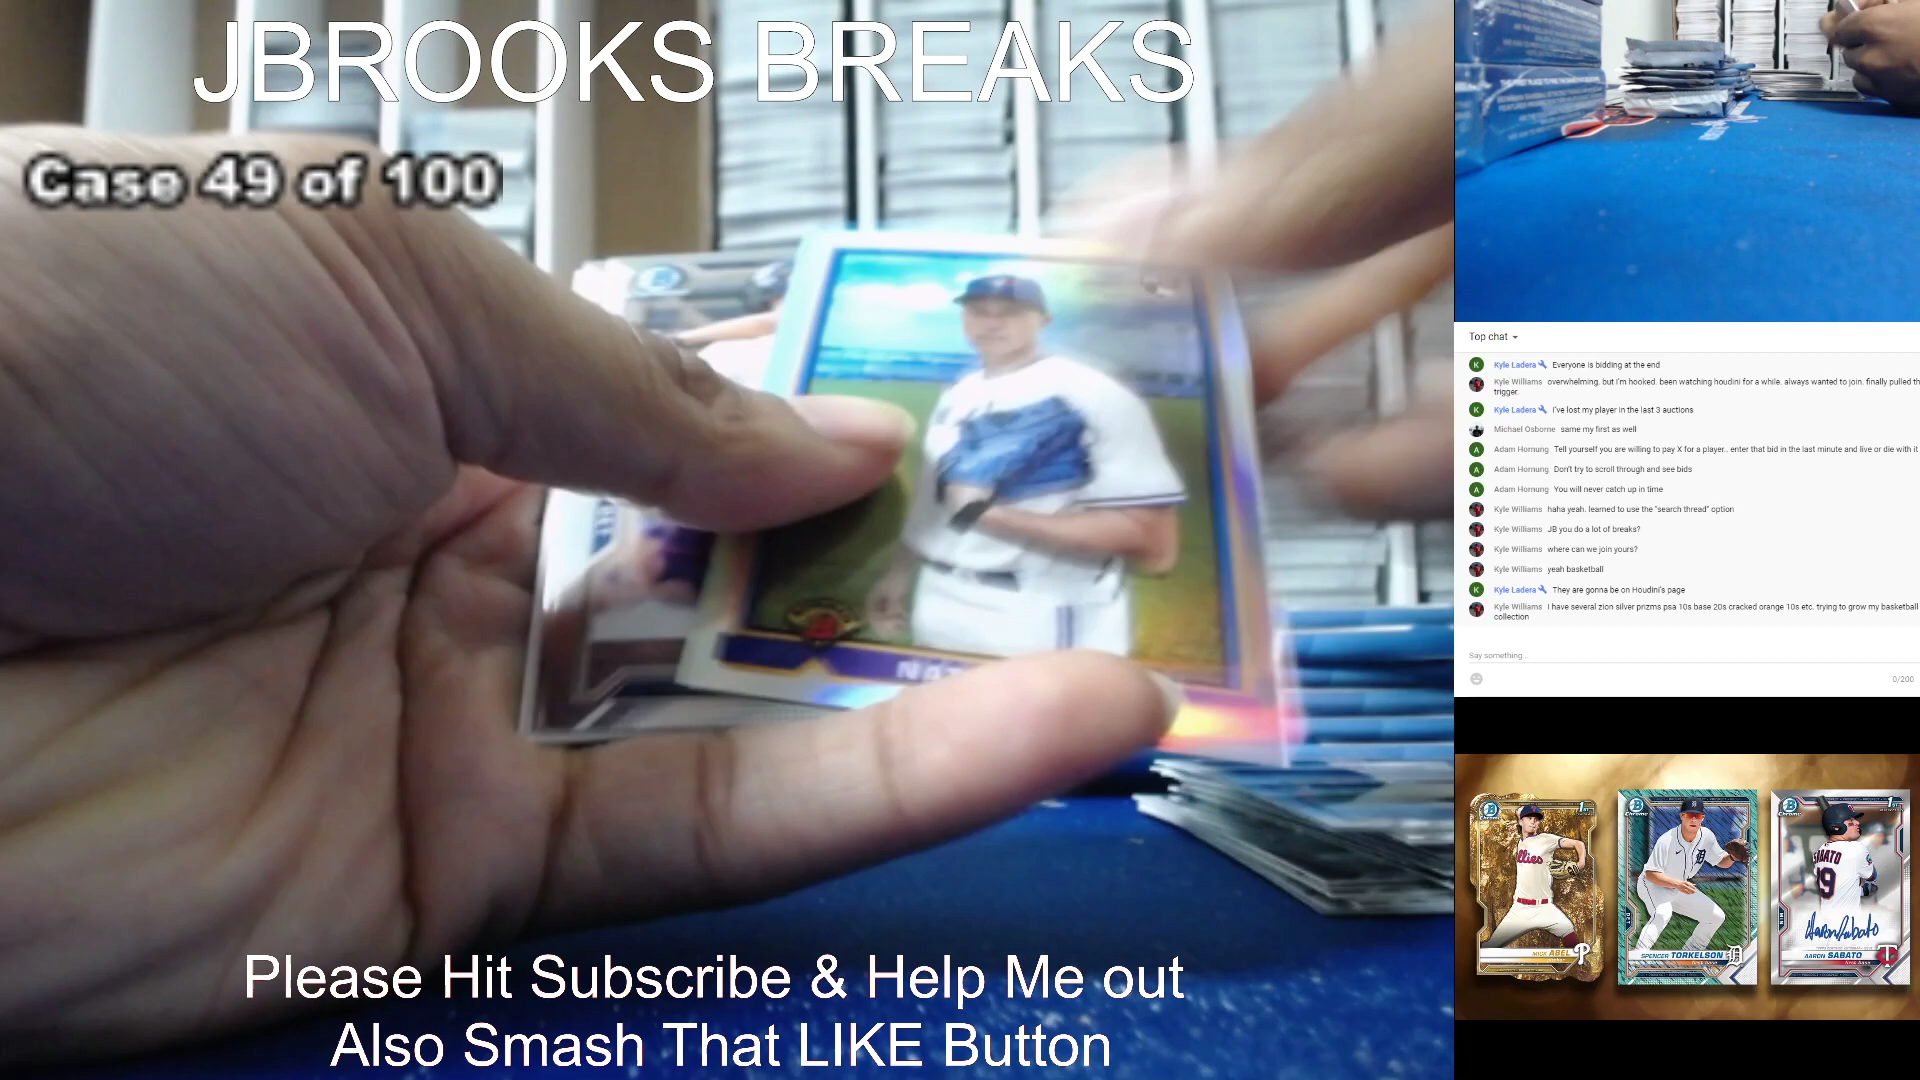 JBROOKS BREAKS
Case 49 of 100
Please Hit Subscribe & Help Me out
Also Smash That LIKE Button
Top chat
K Kyle Ladera Everyone is bidding at the end
Kyle Williams overwhelming, but I'm hooked. been watching houdini for a while. always wanted to join. finally pulled th
trigger.
K Kyle Ladera I've lost my player in the last 3 auctions
Michael Osborne same my first as well
A Adam Hornung Tell yourself you are willing to pay X for a player.. enter that bid in the last minute and live or die with it
A Adam Hornung Don't try to scroll through and see bids
A Adam Hornung You will never catch up in time
Kyle Williams haha yeah. learned to use the "search thread" option
Kyle Williams JB you do a lot of breaks?
Kyle Williams where can we join yours?
Kyle Williams yeah basketball
K Kyle Ladera They are gonna be on Houdini's page
Kyle Williams I have several zion silver prizms psa 10s base 20s cracked orange 10s etc. trying to grow my basketball
collection
Say something...
0/200
MICK ABEL
SPENCER TORKELSON
AARON SABATO